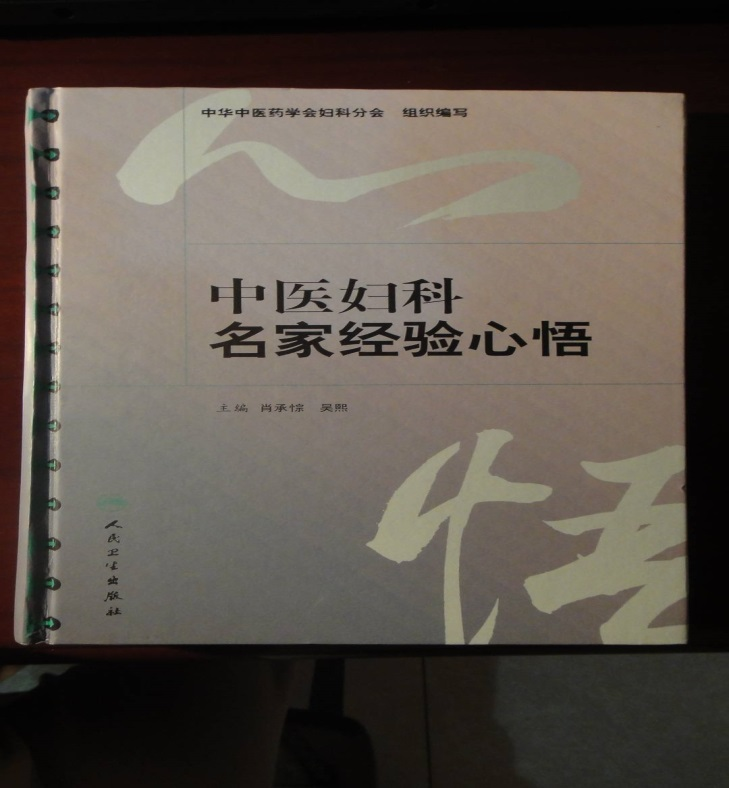 中华中医药学会妇科分会 组织编写
中医妇科
名家经验心悟
主编 肖承悰 吴熙
人民卫生出版社
心
悟